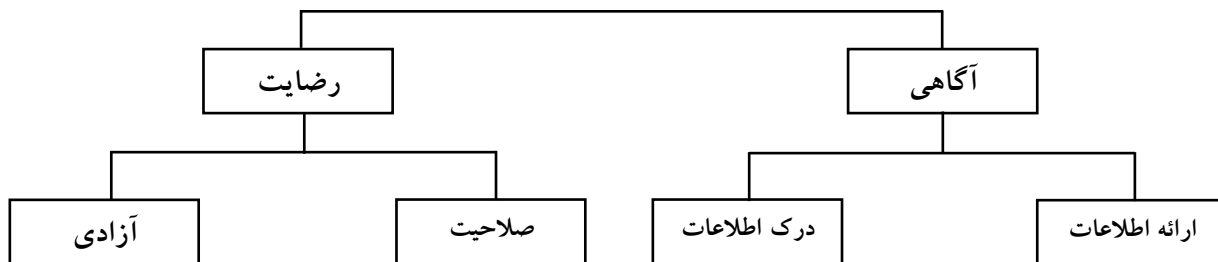 آگاهی
رضایت
ارائه اطلاعات
درک اطلاعات
صلاحیت
آزادی